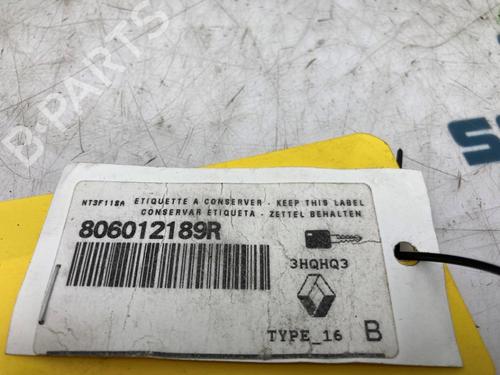 B-PARTS
NT3F118A ETIQUETTE A CONSERVER - KEEP THIS LABEL
CONSERVAR ETIQUETA - ZETTEL BEHALTEN
806012189R
3HQHQ3
TYPE_16 B